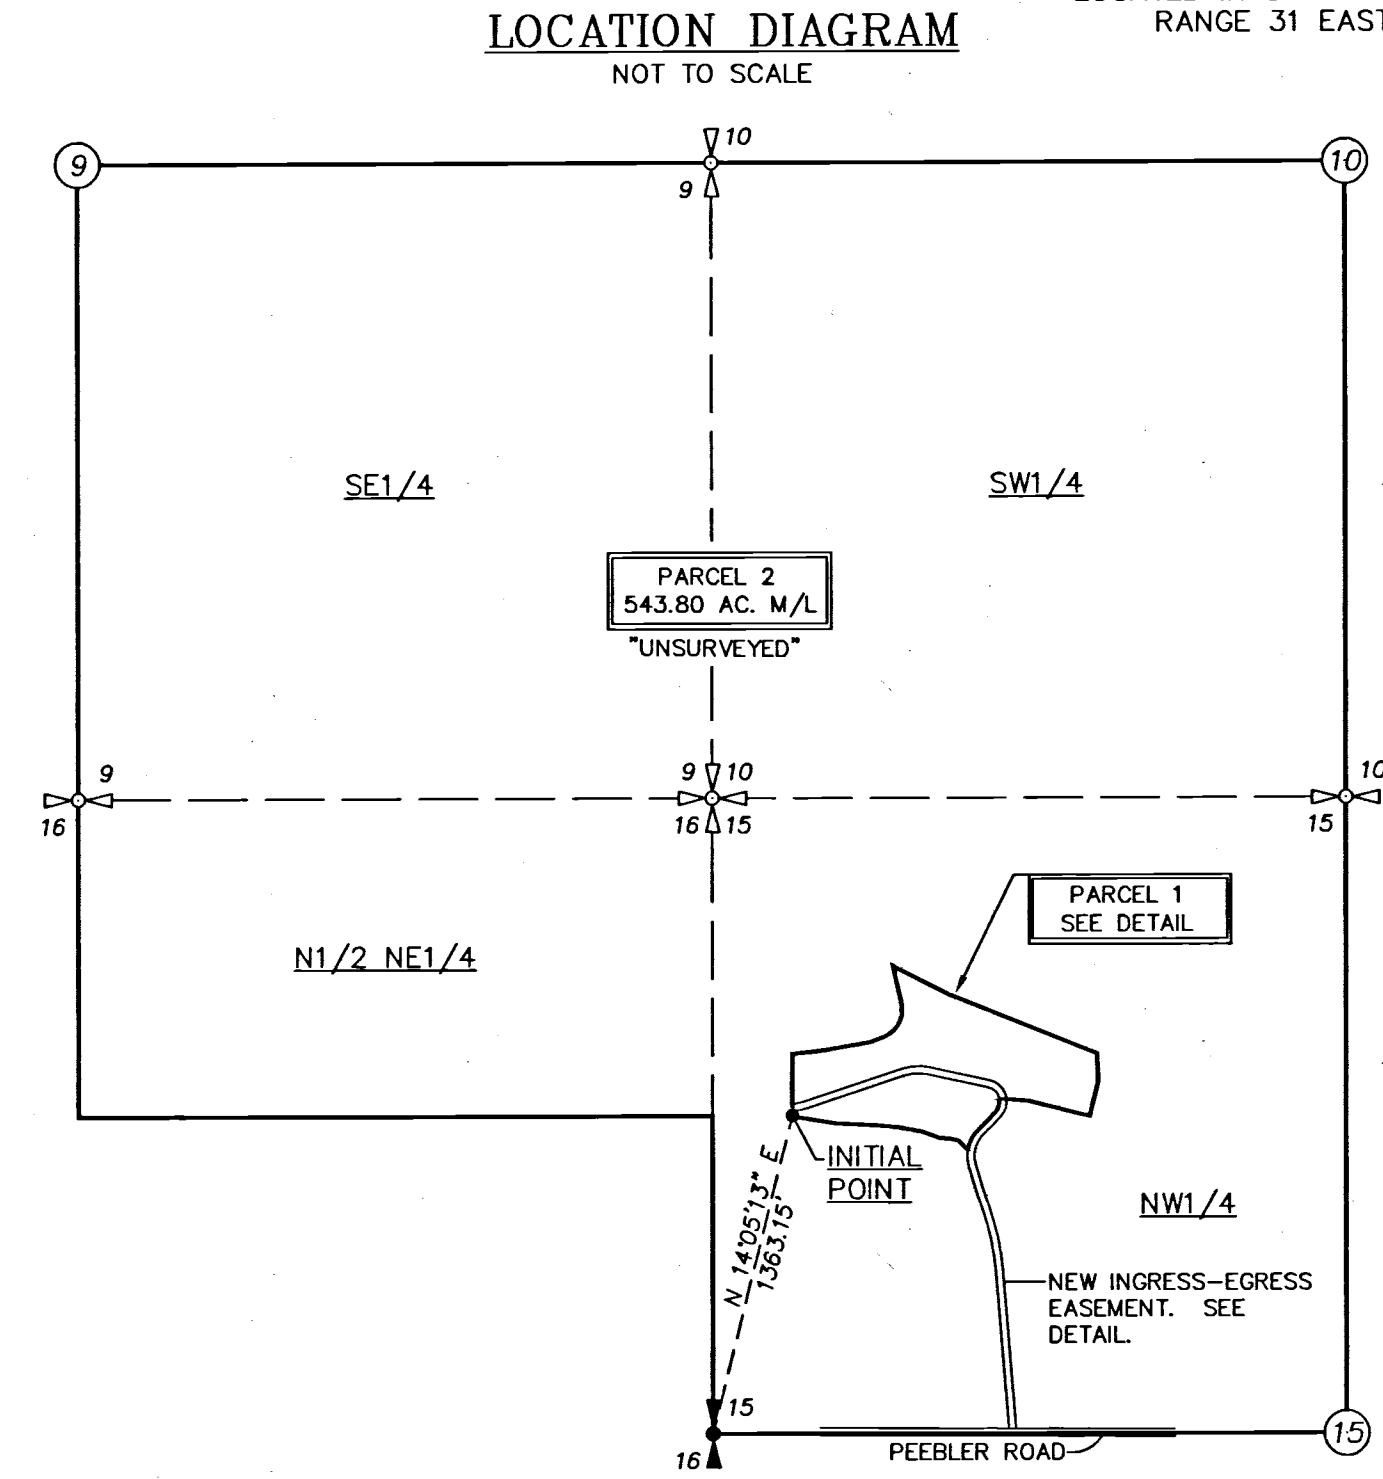 RANGE 31 EAST
LOCATION DIAGRAM
NOT TO SCALE
10
9
10
9
SE1/4
SW1/4
PARCEL 2
543.80 AC. M/L
"UNSURVEYED"
9
9 10
10
16
16 15
15
PARCEL 1
SEE DETAIL
N1/2 NE1/4
INITIAL
POINT
N 14°05'13" E
1363.15'
NW1/4
NEW INGRESS-EGRESS
EASEMENT. SEE
DETAIL.
15
15
16
PEEBLER ROAD